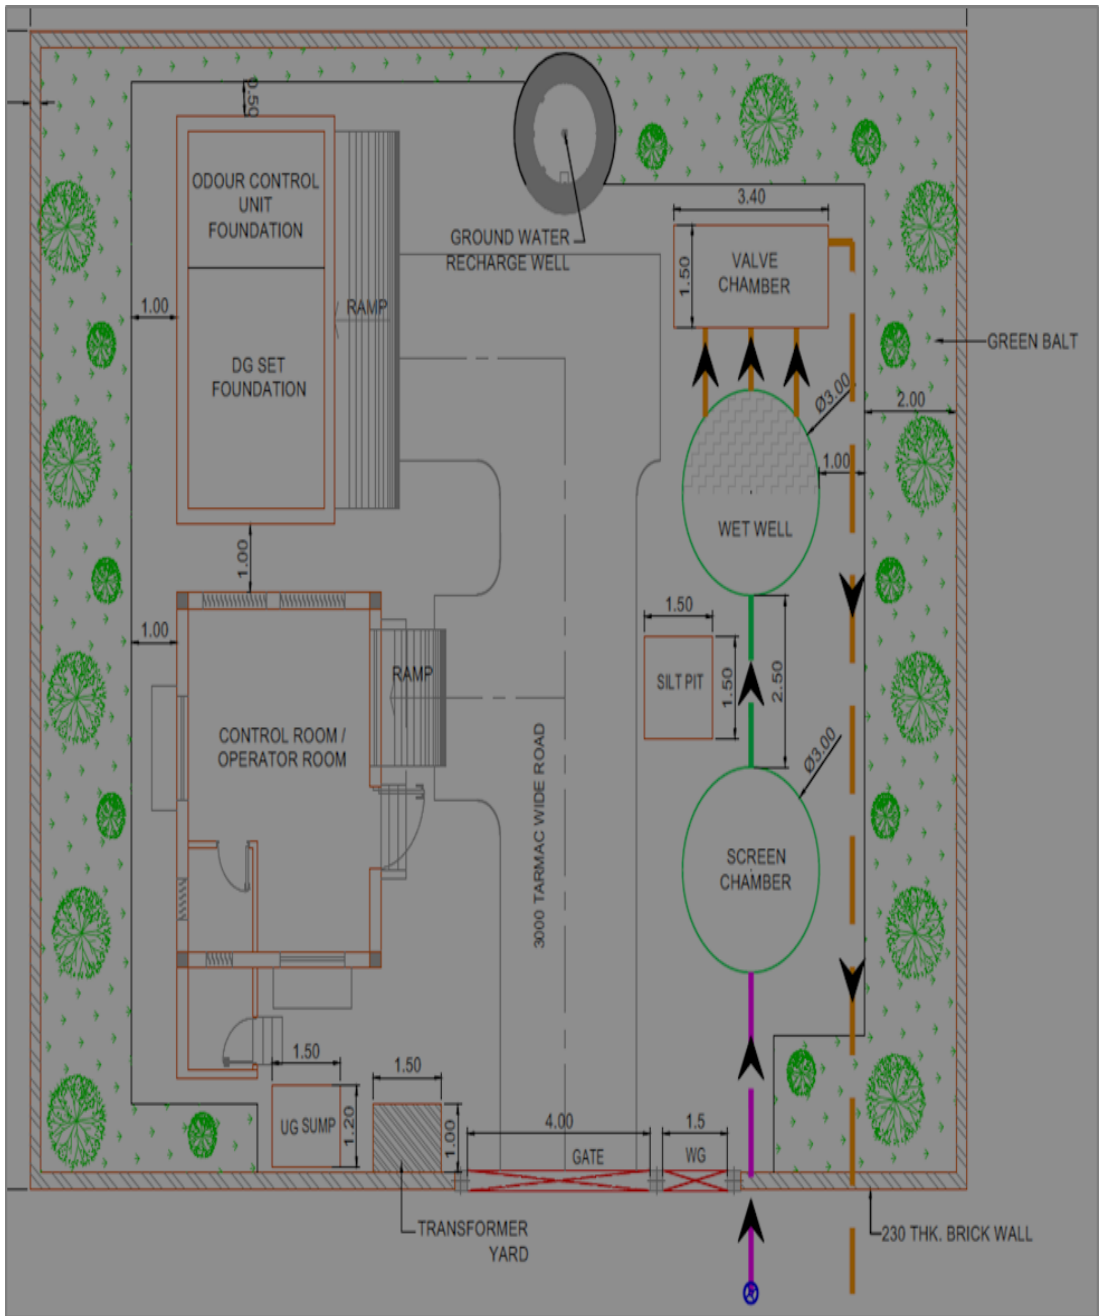 0.50
ODOUR CONTROL
UNIT
FOUNDATION
3.40
GROUND WATER
RECHARGE WELL
1.50
VALVE
CHAMBER
1.00
RAMP
GREEN BALT
DG SET
FOUNDATION
Ø3.00
2.00
1.00
WET WELL
1.00
1.50
1.00
RAMP
SILT PIT
1.50
2.50
CONTROL ROOM /
OPERATOR ROOM
Ø3.00
3000 TARMAC WIDE ROAD
SCREEN
CHAMBER
1.50
1.50
UG SUMP
1.20
1.00
4.00
1.5
GATE
WG
TRANSFORMER
YARD
230 THK. BRICK WALL